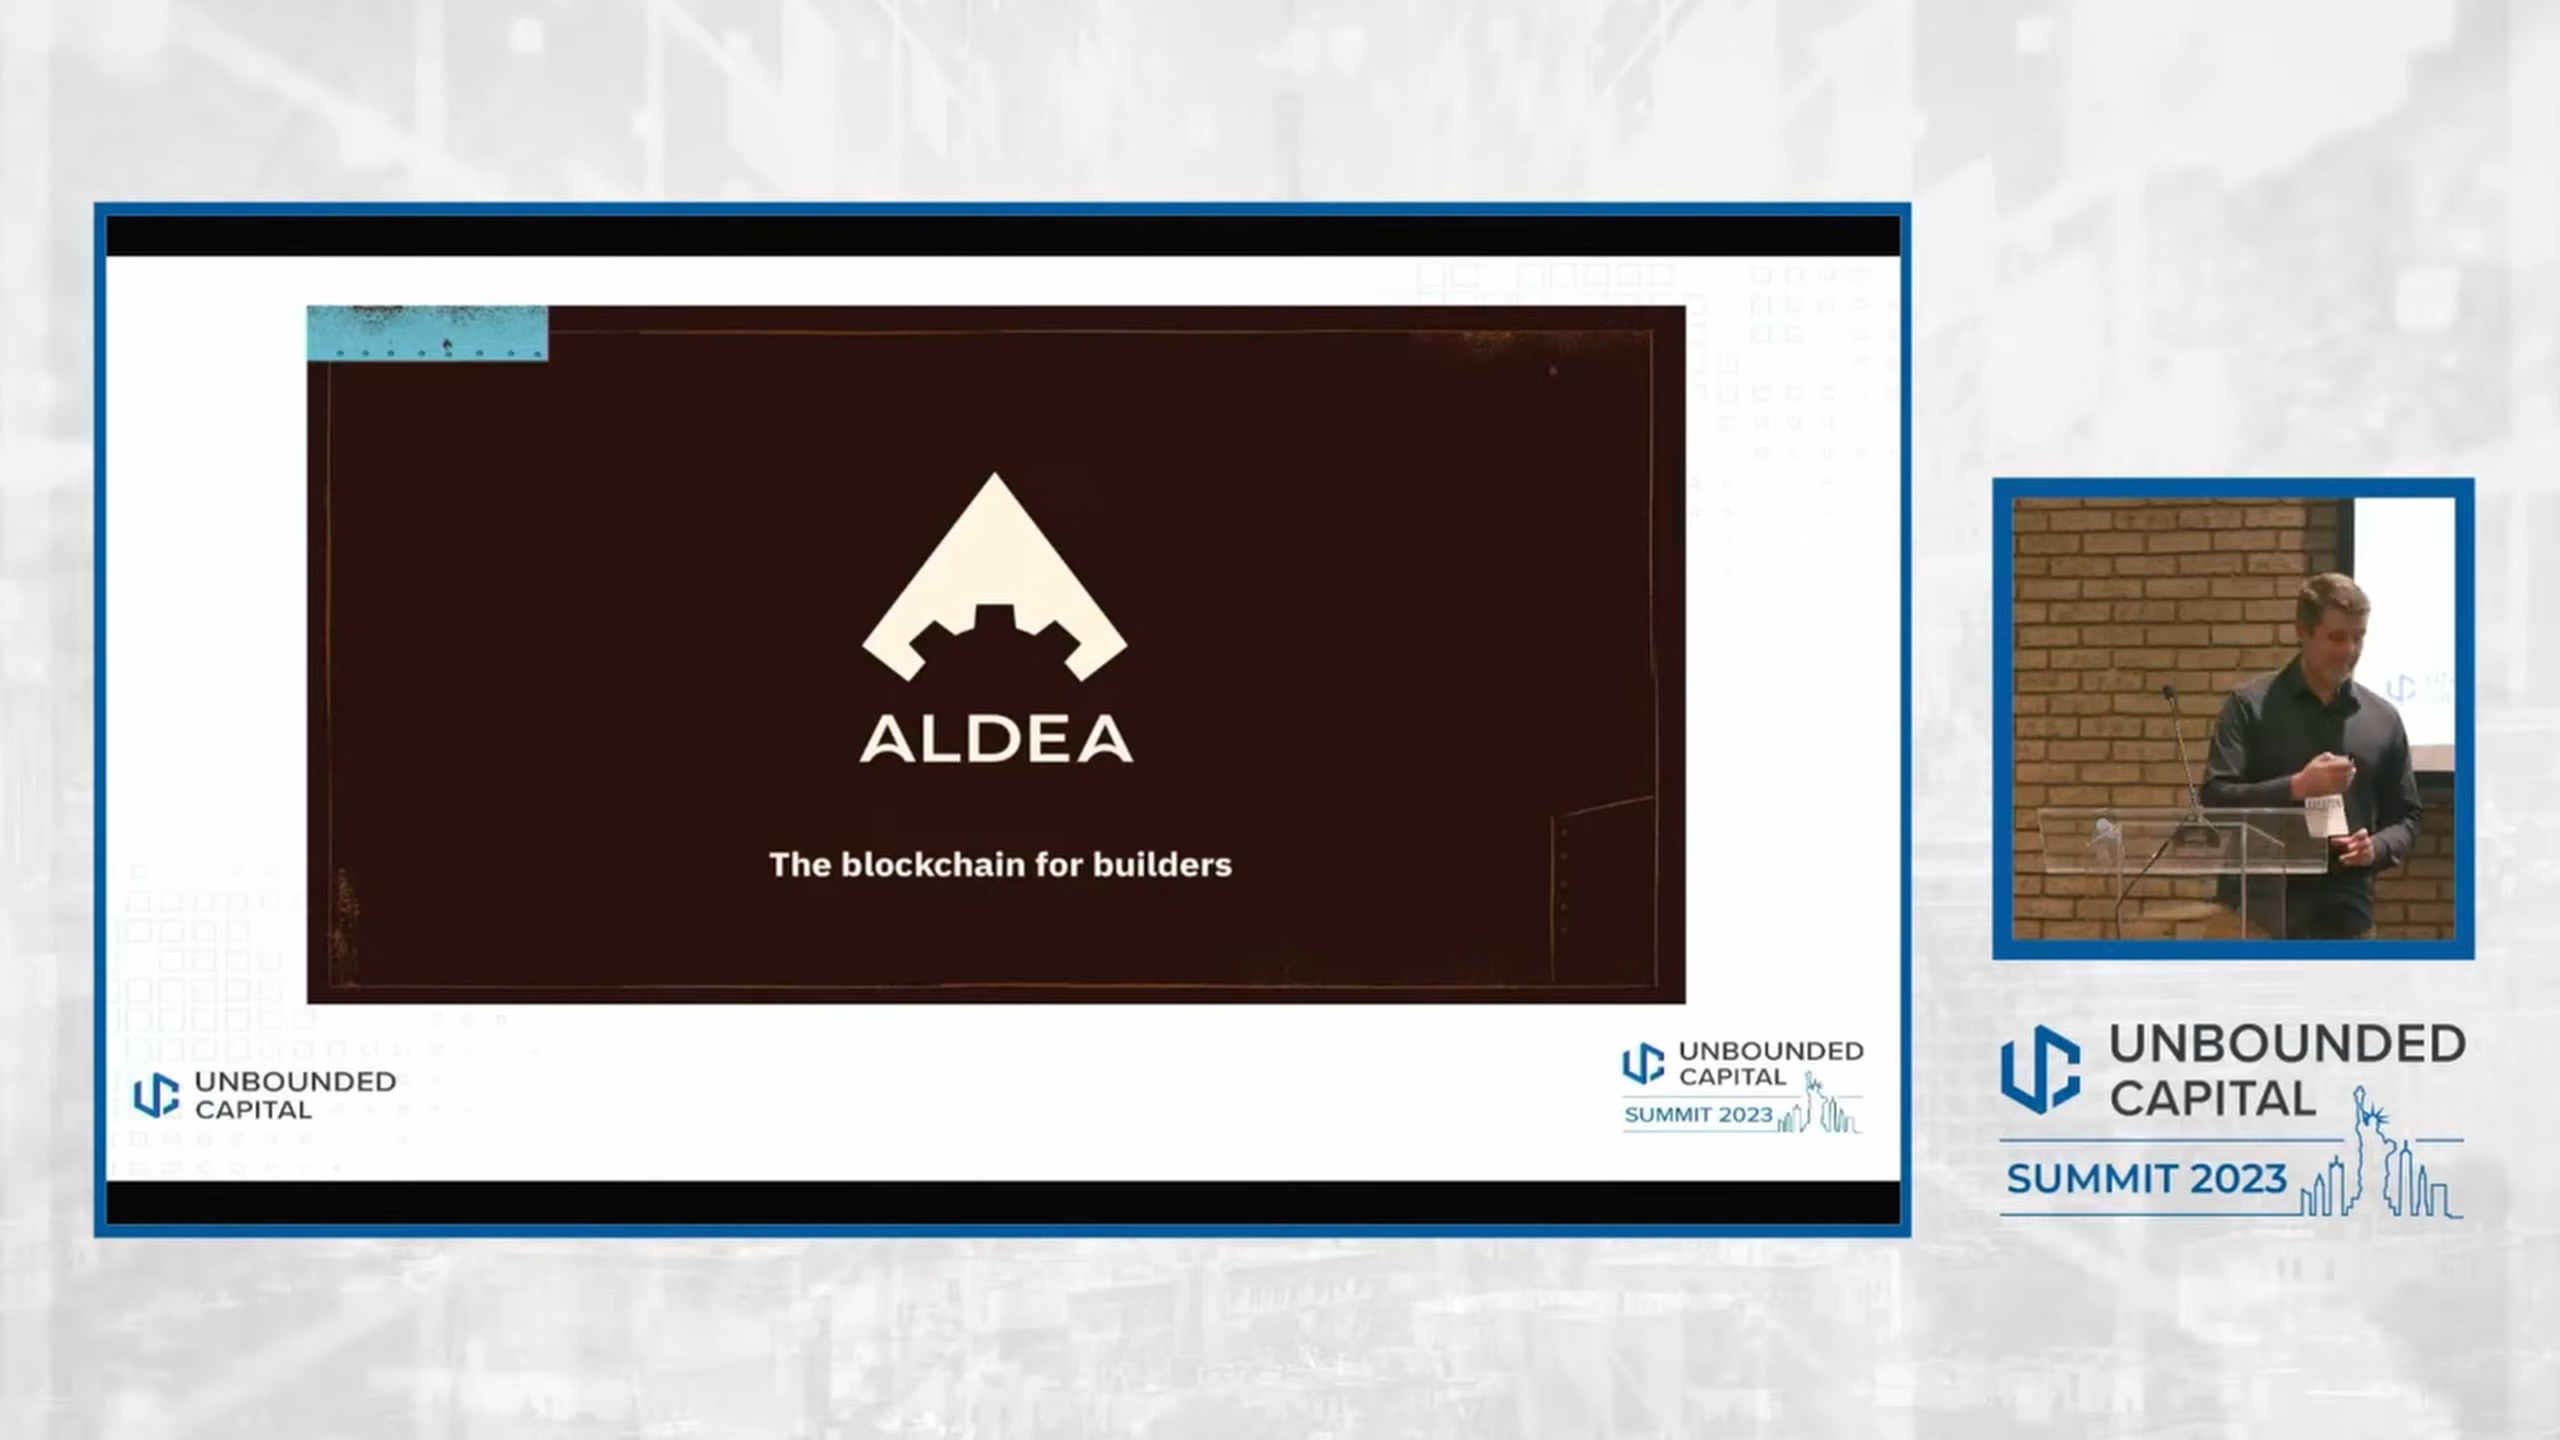 ALDEA
The blockchain for builders
UNBOUNDED
CAPITAL
UNBOUNDED
CAPITAL
SUMMIT 2023
UNBOUNDED
CAPITAL
SUMMIT 2023